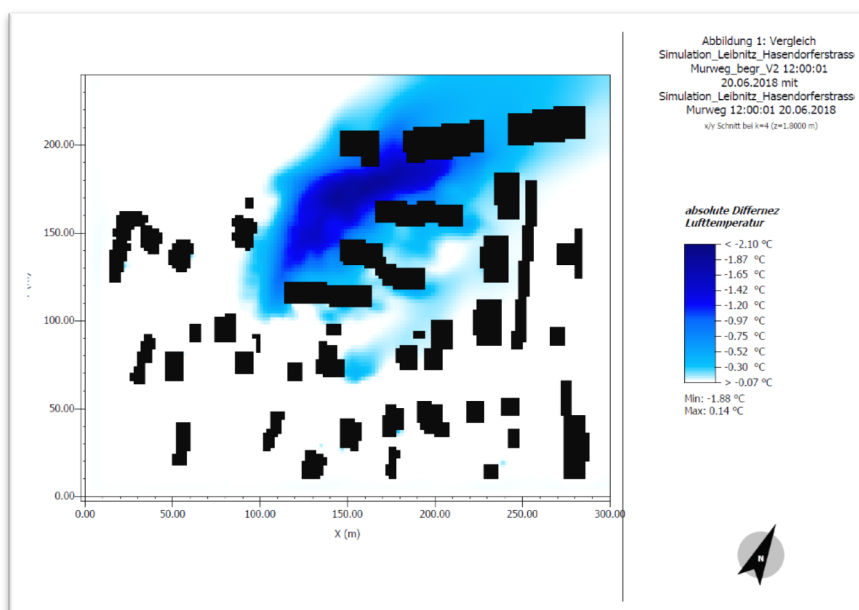 Abbildung 1: Vergleich
Simulation_Leibnitz_Hasendorferstrasse
Murweg_begr_V2 12:00:01
20.06.2018 mit
Simulation_Leibnitz_Hasendorferstrasse
Murweg 12:00:01 20.06.2018
x/y Schnitt bei k=4 (z=1.8000 m)
absolute Differnez
Lufttemperatur
< -2.10 °C
-1.87 °C
-1.65 °C
-1.42 °C
-1.20 °C
-0.97 °C
-0.75 °C
-0.52 °C
-0.30 °C
> -0.07 °C
Min: -1.88 °C
Max: 0.14 °C
200.00
150.00
100.00
50.00
0.00
0.00 50.00 100.00 150.00 200.00 250.00 300.00
X (m)
N